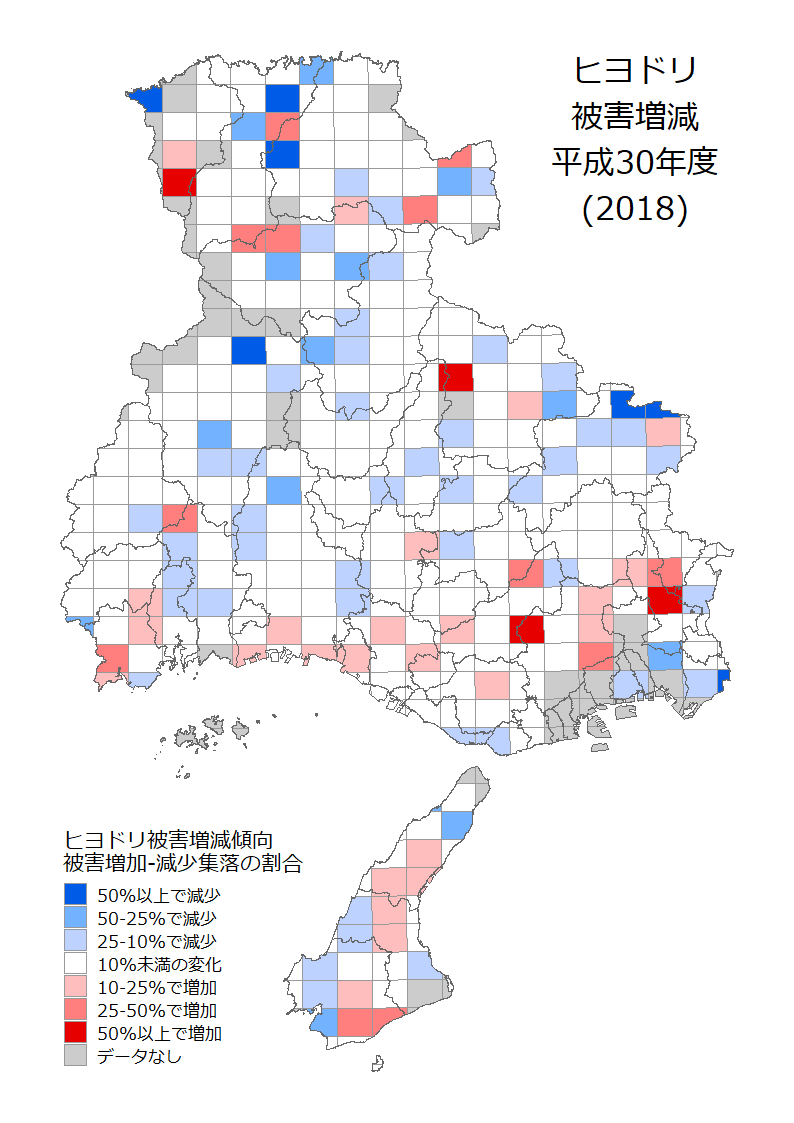 ヒヨドリ
被害増減
平成30年度
(2018)
ヒヨドリ被害増減傾向
被害増加-減少集落の割合
50%以上で減少
50-25%で減少
25-10%で減少
10%未満の変化
10-25%で増加
25-50%で増加
50%以上で増加
データなし